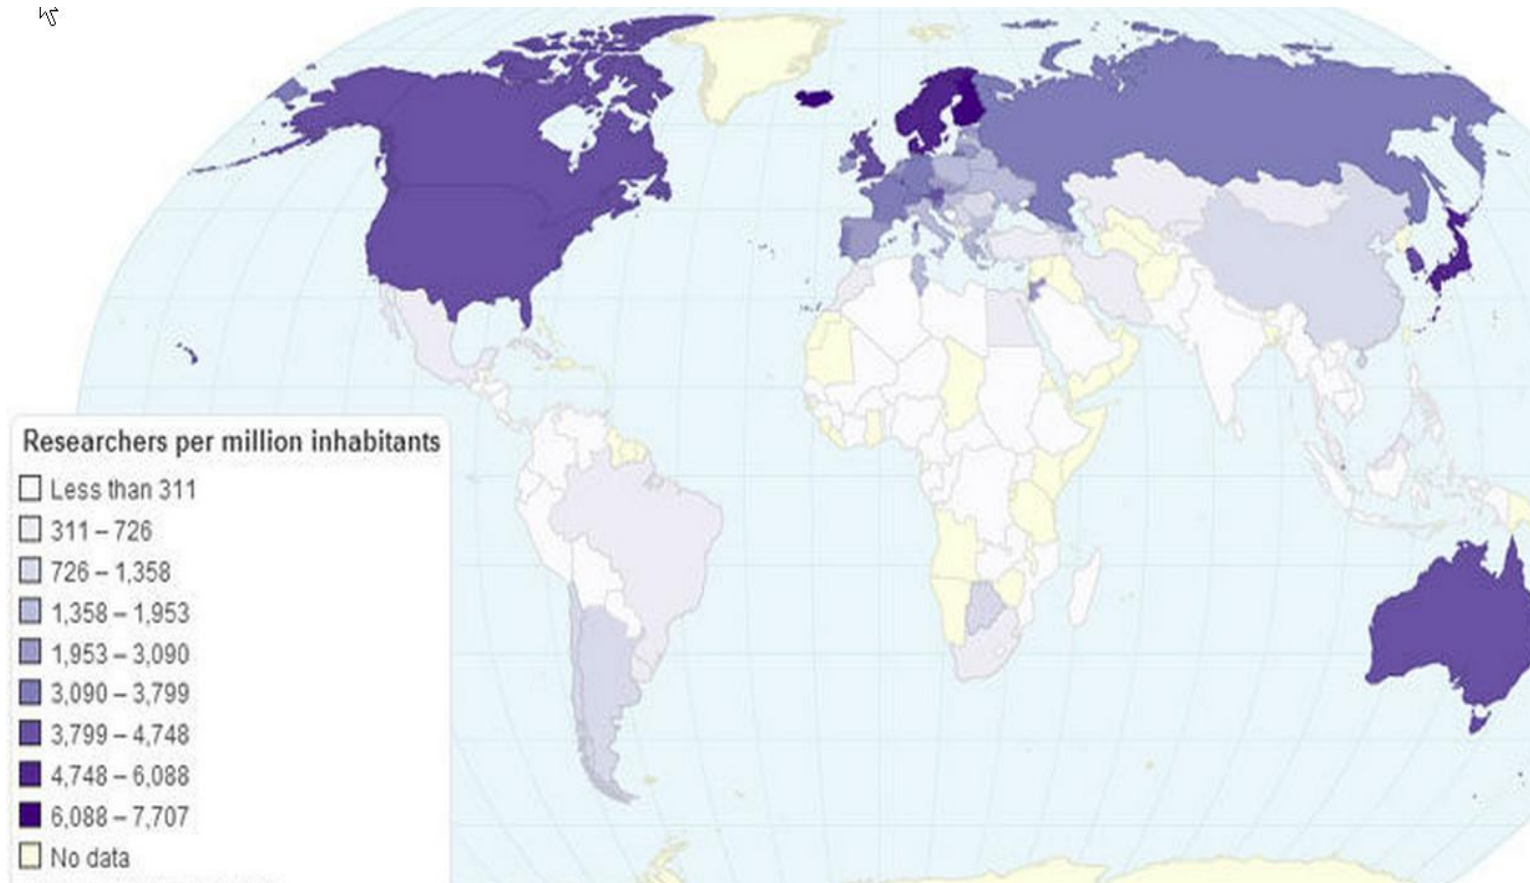 Researchers per million inhabitants
Less than 311
311 – 726
726 – 1,358
1,358 – 1,953
1,953 – 3,090
3,090 – 3,799
3,799 – 4,748
4,748 – 6,088
6,088 – 7,707
No data